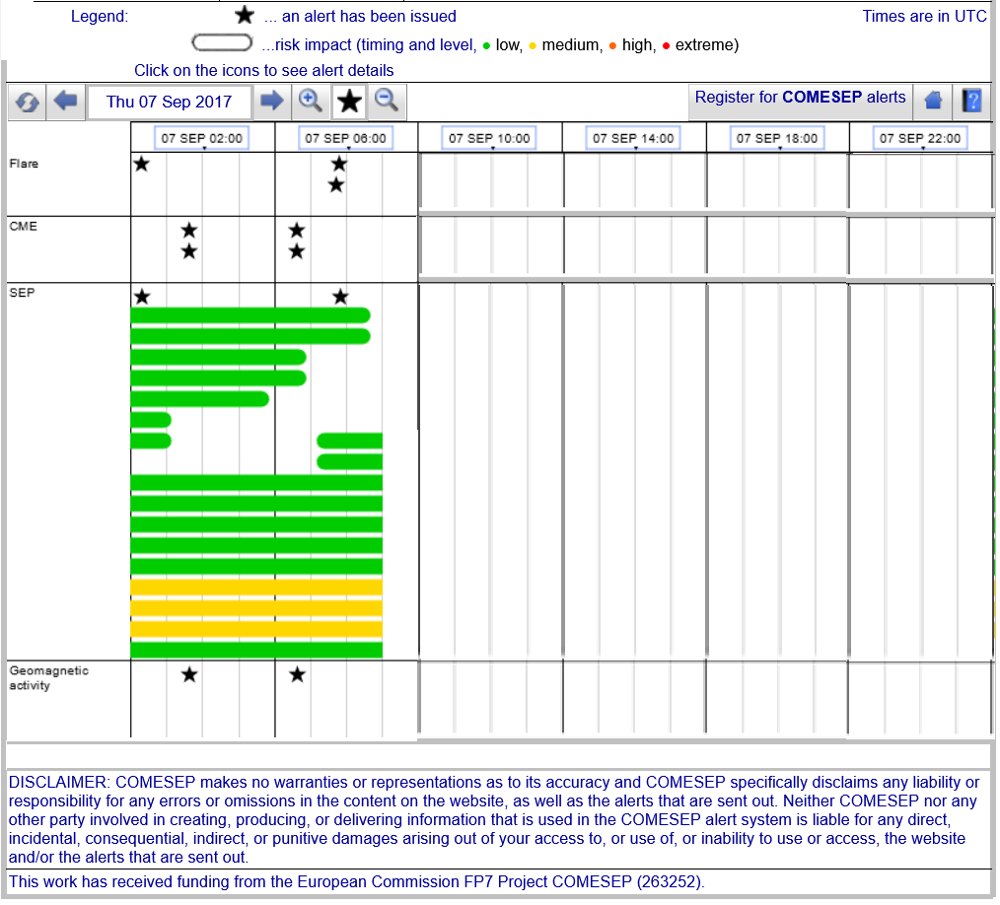 Legend:
... an alert has been issued
Times are in UTC
...risk impact (timing and level, ● low, ● medium, ● high, ● extreme)
Click on the icons to see alert details
Thu 07 Sep 2017
Register for COMESEP alerts
07 SEP 02:00 07 SEP 06:00 07 SEP 10:00 07 SEP 14:00 07 SEP 18:00 07 SEP 22:00
Flare
CME
SEP
Geomagnetic
activity
DISCLAIMER: COMESEP makes no warranties or representations as to its accuracy and COMESEP specifically disclaims any liability or
responsibility for any errors or omissions in the content on the website, as well as the alerts that are sent out. Neither COMESEP nor any
other party involved in creating, producing, or delivering information that is used in the COMESEP alert system is liable for any direct,
incidental, consequential, indirect, or punitive damages arising out of your access to, or use of, or inability to use or access, the website
and/or the alerts that are sent out.
This work has received funding from the European Commission FP7 Project COMESEP (263252).